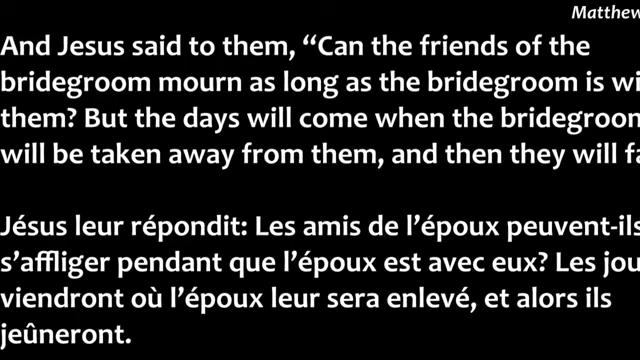 Matthew
And Jesus said to them, “Can the friends of the
bridegroom mourn as long as the bridegroom is wi
them? But the days will come when the bridegroom
will be taken away from them, and then they will fa
Jésus leur répondit: Les amis de l’époux peuvent-ils
s’affliger pendant que l’époux est avec eux? Les jou
viendront où l’époux leur sera enlevé, et alors ils
jeûneront.